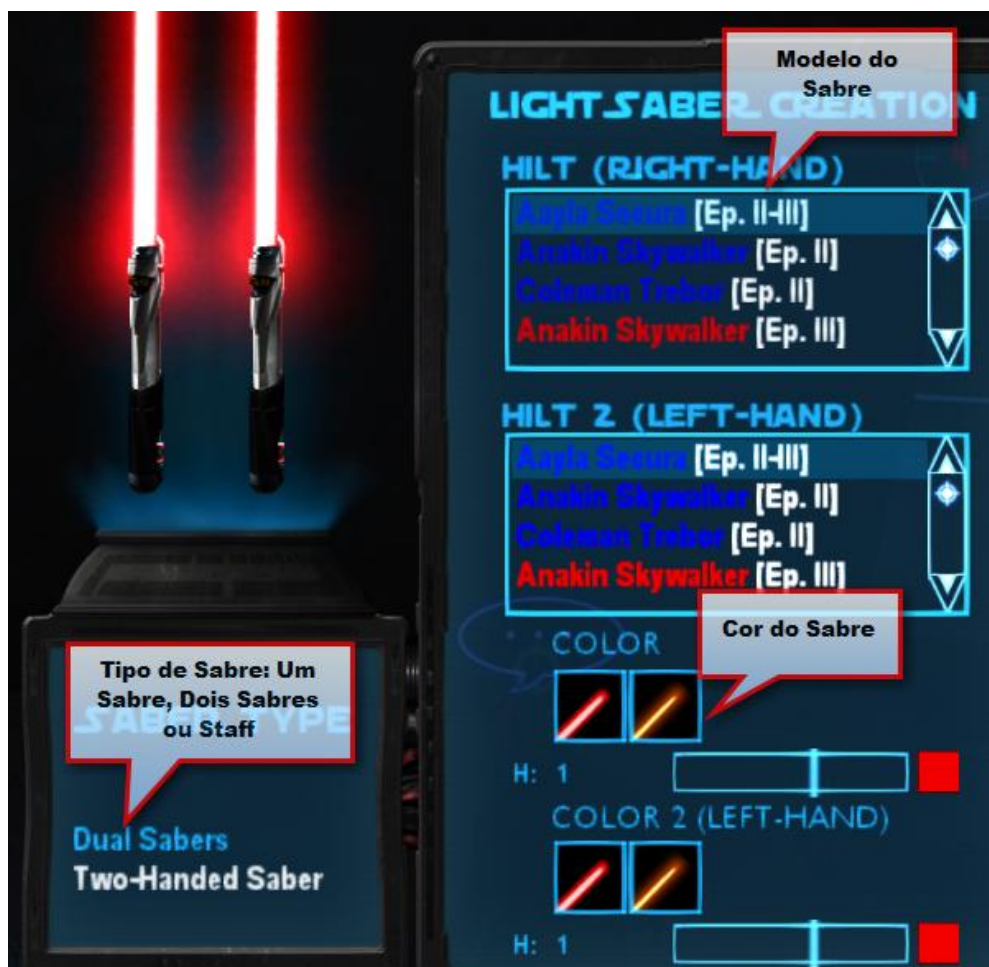 Modelo do
Sabre
LIGHTSABER CREATION
HILT (RIGHT-HAND)
Aayla Secura [Ep. II-III]
Anakin Skywalker [Ep. II]
Coleman Trebor [Ep. II]
Anakin Skywalker [Ep. III]
HILT 2 (LEFT-HAND)
Aayla Secura [Ep. II-III]
Anakin Skywalker [Ep. II]
Coleman Trebor [Ep. II]
Anakin Skywalker [Ep. III]
COLOR
Cor do Sabre
H: 1
COLOR 2 (LEFT-HAND)
H: 1
Tipo de Sabre: Um
Sabre, Dois Sabres
ou Staff
SABER TYPE
Dual Sabers
Two-Handed Saber